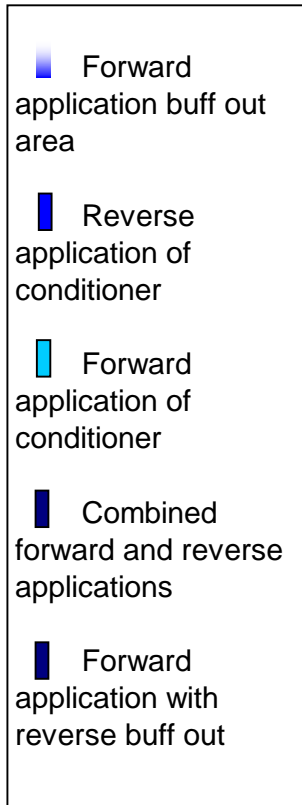 Forward
application buff out
area
Reverse
application of
conditioner
Forward
application of
conditioner
Combined
forward and reverse
applications
Forward
application with
reverse buff out